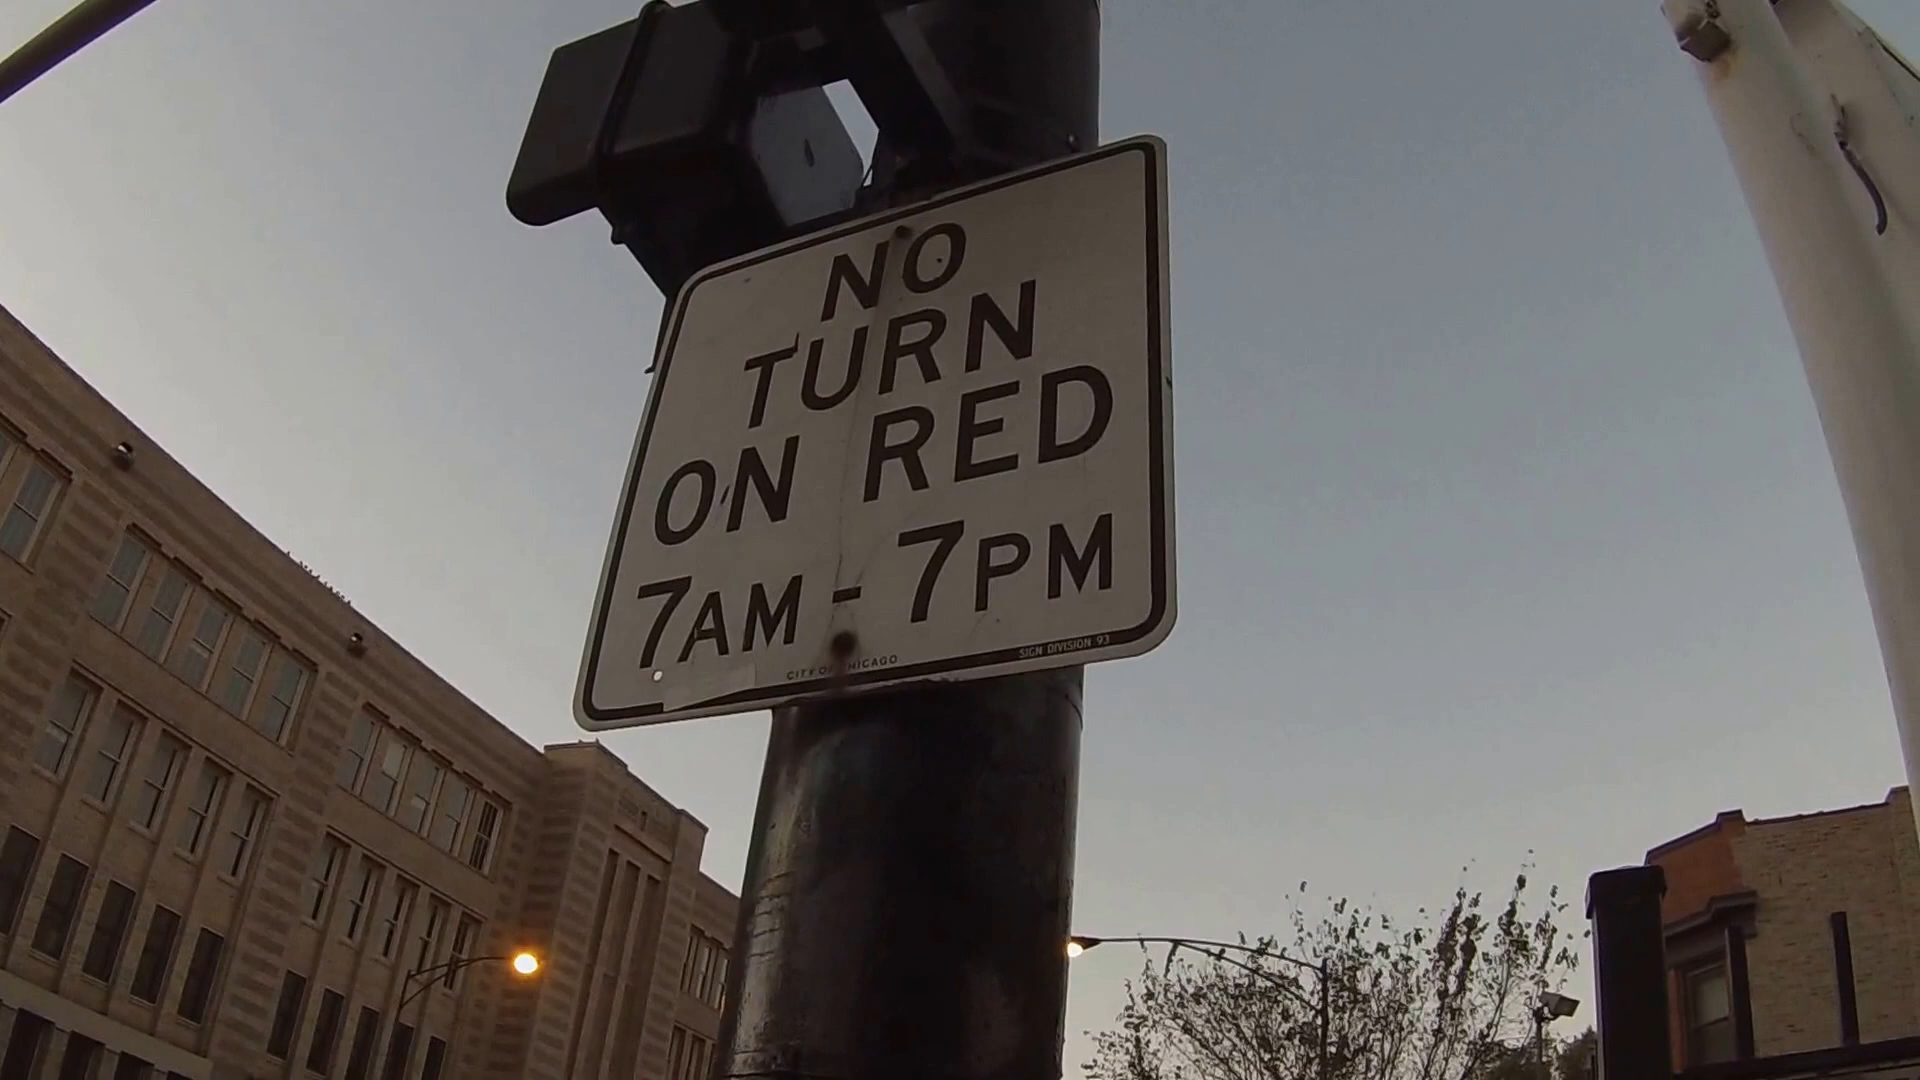 NO
TURN
ON RED
7AM - 7PM
CITY OF CHICAGO
SIGN DIVISION 93